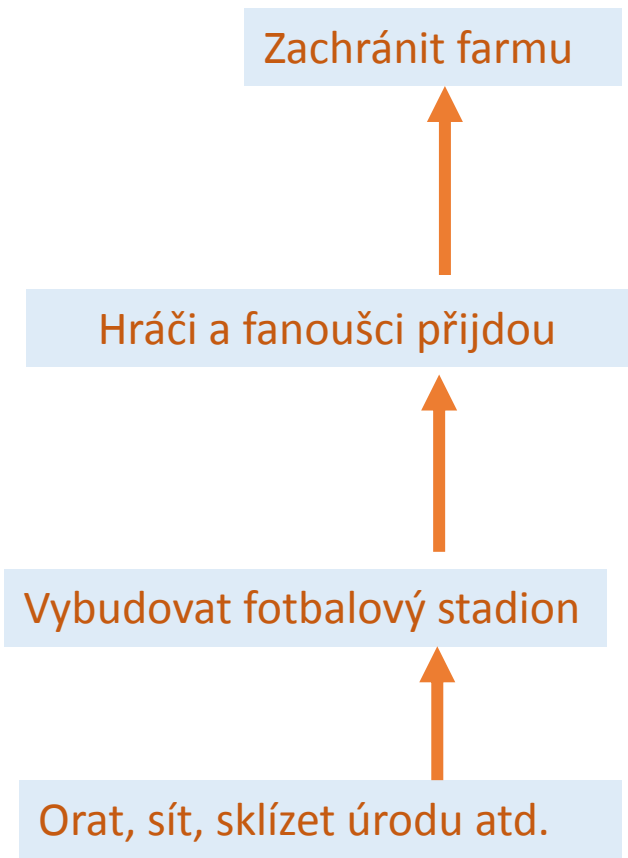 Zachránit farmu
Hráči a fanoušci přijdou
Vybudovat fotbalový stadion
Orat, sít, sklízet úrodu atd.